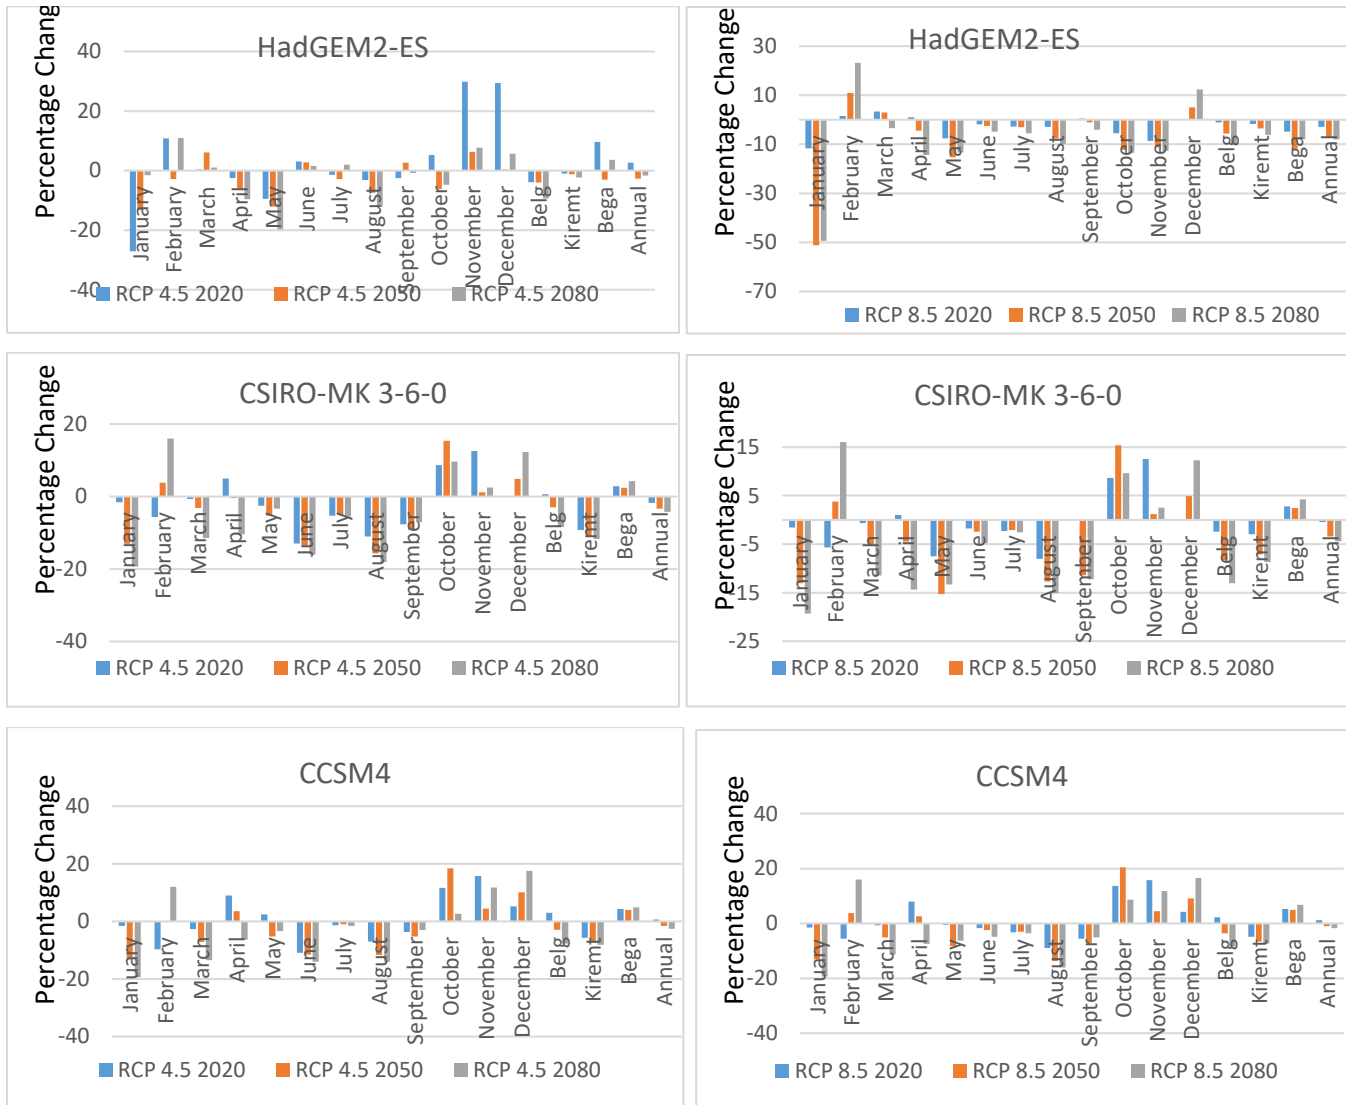 HadGEM2-ES
Percentage Chang
40
20
0
-20
-40
January
February
March
April
May
June
July
August
September
October
November
December
Belg
Kiremt
Bega
Annual
RCP 4.5 2020 RCP 4.5 2050 RCP 4.5 2080
HadGEM2-ES
Percentage Change
30
10
-10
-30
-50
-70
January
February
March
April
May
June
July
August
September
October
November
December
Belg
Kiremt
Bega
Annual
RCP 8.5 2020 RCP 8.5 2050 RCP 8.5 2080
CSIRO-MK 3-6-0
Percentage Change
20
0
-20
-40
January
February
March
April
May
June
July
August
September
October
November
December
Belg
Kiremt
Bega
Annual
RCP 4.5 2020 RCP 4.5 2050 RCP 4.5 2080
CSIRO-MK 3-6-0
Percentage Change
15
5
-5
-15
-25
January
February
March
April
May
June
July
August
September
October
November
December
Belg
Kiremt
Bega
Annual
RCP 8.5 2020 RCP 8.5 2050 RCP 8.5 2080
CCSM4
Percentage Change
40
20
0
-20
-40
January
February
March
April
May
June
July
August
September
October
November
December
Belg
Kiremt
Bega
Annual
RCP 4.5 2020 RCP 4.5 2050 RCP 4.5 2080
CCSM4
Percentage Change
40
20
0
-20
-40
January
February
March
April
May
June
July
August
September
October
November
December
Belg
Kiremt
Bega
Annual
RCP 8.5 2020 RCP 8.5 2050 RCP 8.5 2080